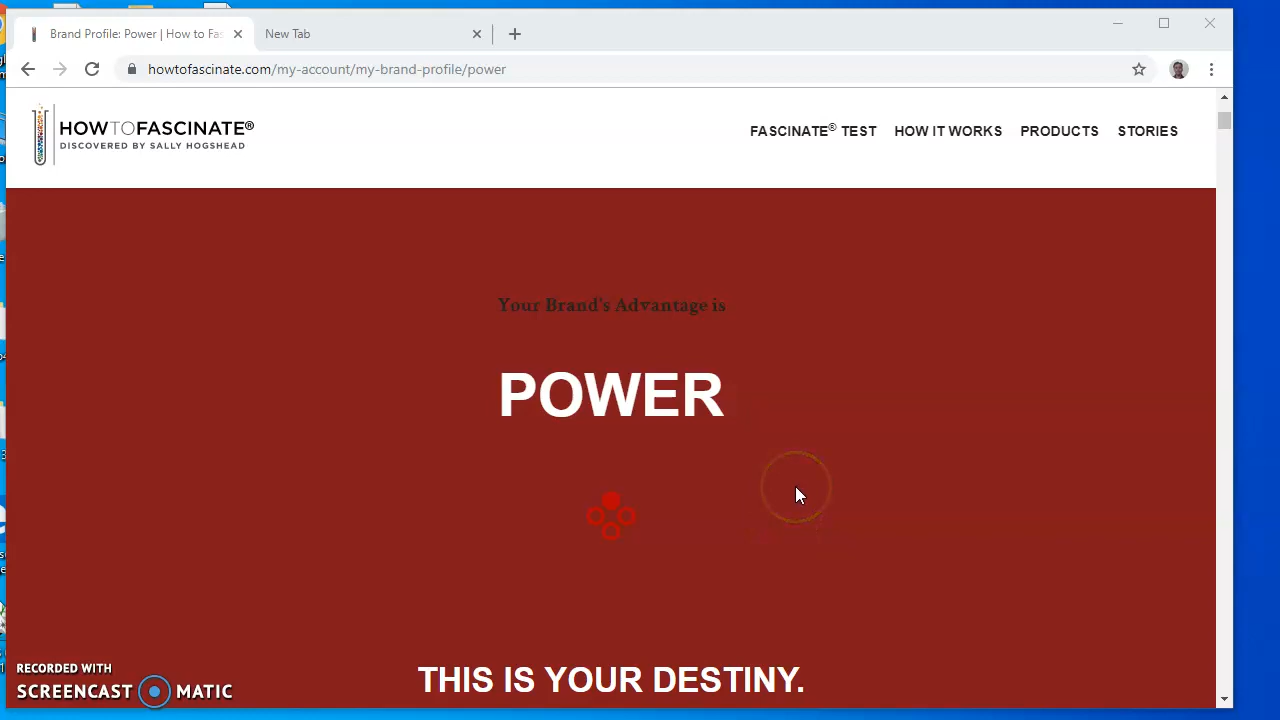 Brand Profile: Power | How to Fas
New Tab
howtofascinate.com/my-account/my-brand-profile/power
HOWTOFASCINATE®
DISCOVERED BY SALLY HOGSHEAD
FASCINATE® TEST
HOW IT WORKS
PRODUCTS
STORIES
Your Brand's Advantage is
POWER
THIS IS YOUR DESTINY.
RECORDED WITH
SCREENCAST MATIC